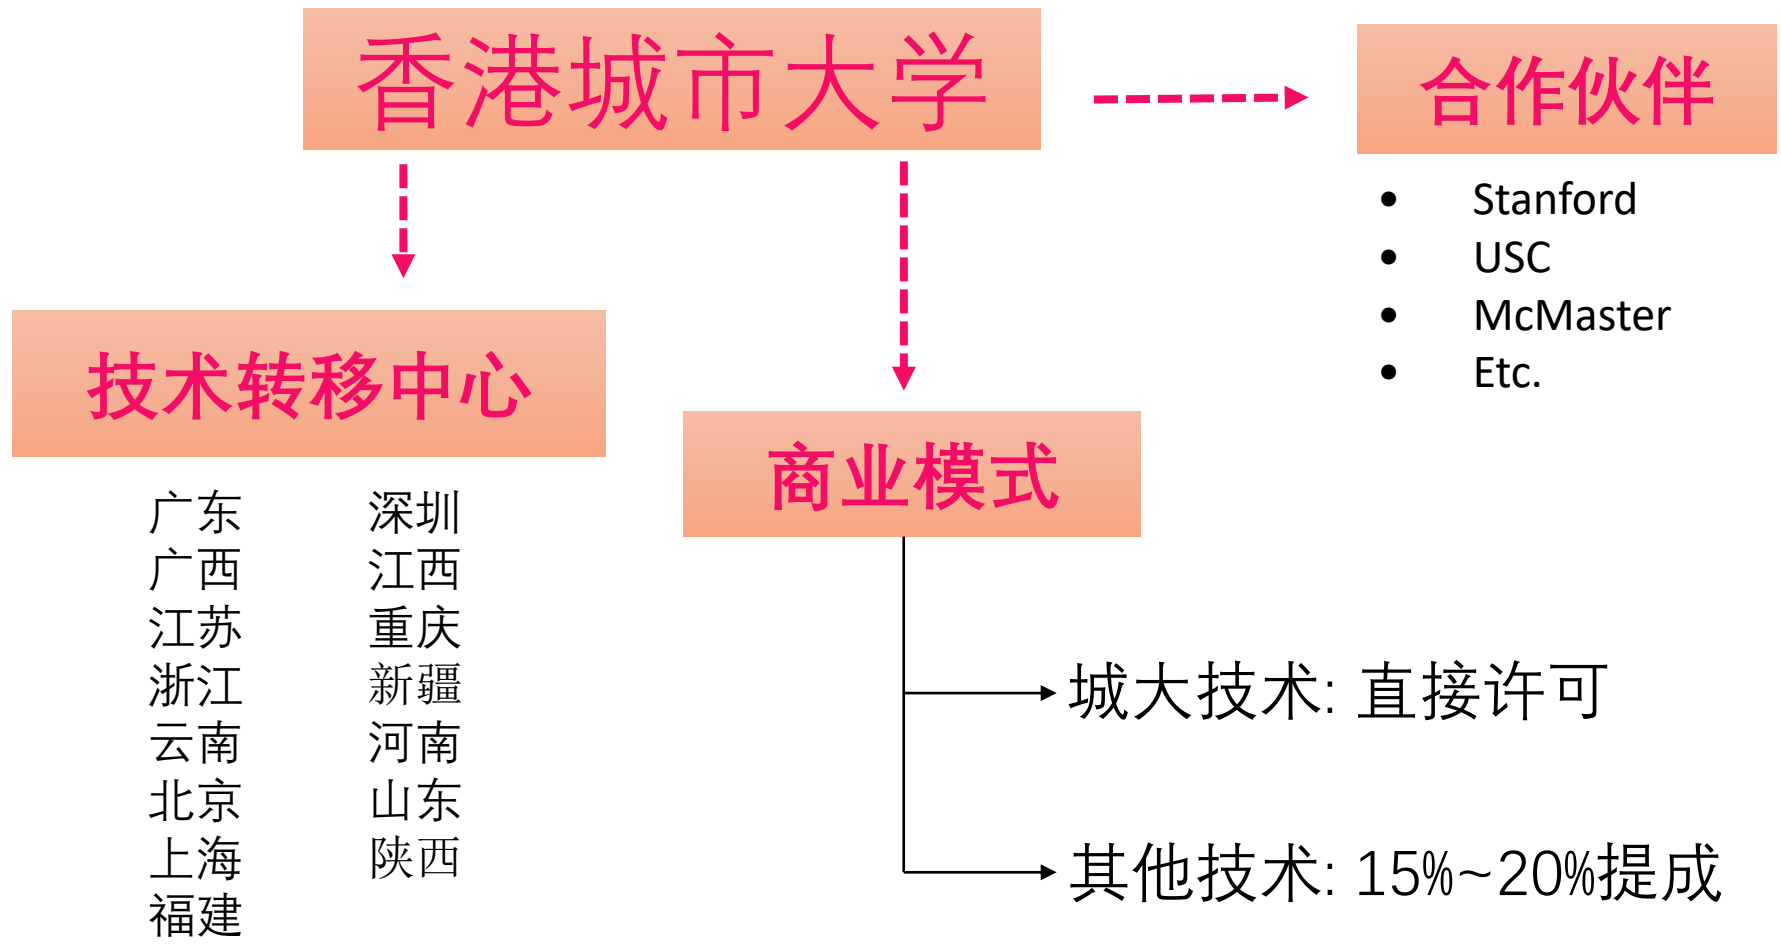 香港城市大学
合作伙伴
• Stanford
• USC
• McMaster
• Etc.
技术转移中心
广东 深圳
广西 江西
江苏 重庆
浙江 新疆
云南 河南
北京 山东
上海 陕西
福建
商业模式
城大技术: 直接许可
其他技术: 15%~20%提成